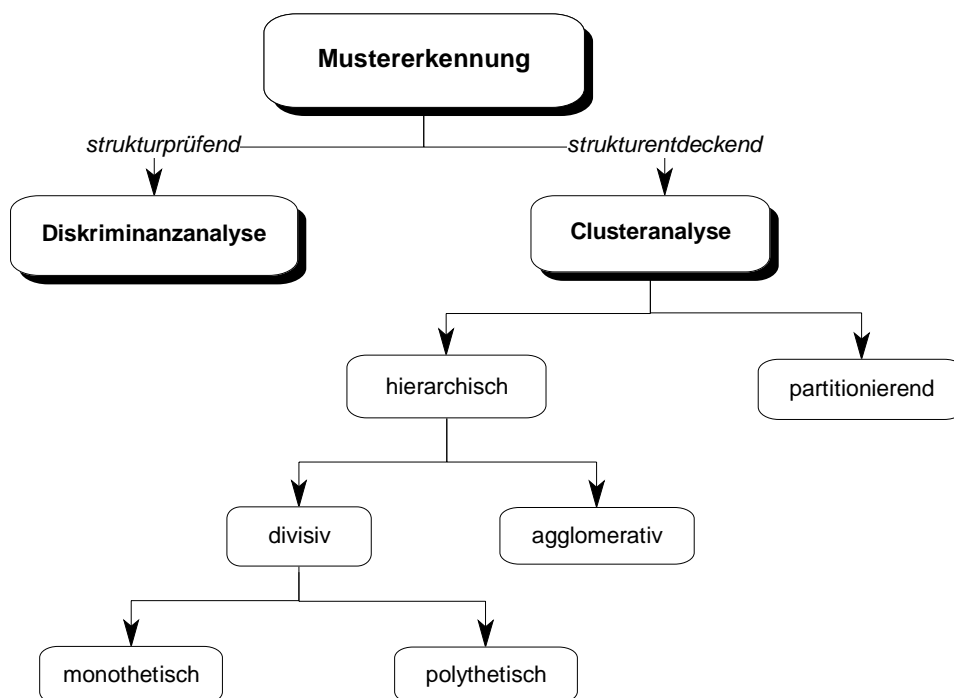 Mustererkennung
strukturprüfend
strukturentdeckend
Diskriminanzanalyse
Clusteranalyse
hierarchisch
partitionierend
divisiv
agglomerativ
monothetisch
polythetisch